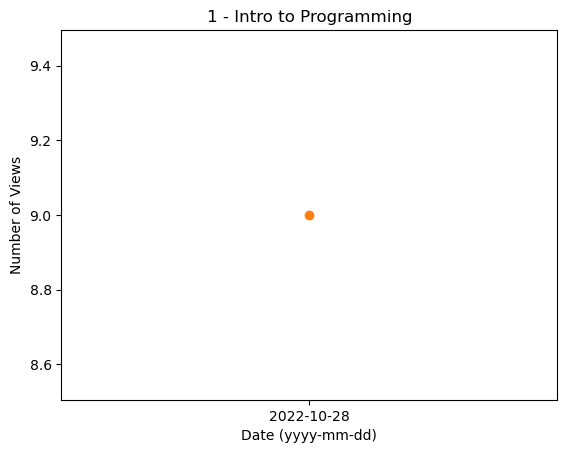 1 - Intro to Programming
9.4
9.2
9.0
8.8
8.6
Number of Views
2022-10-28
Date (yyyy-mm-dd)